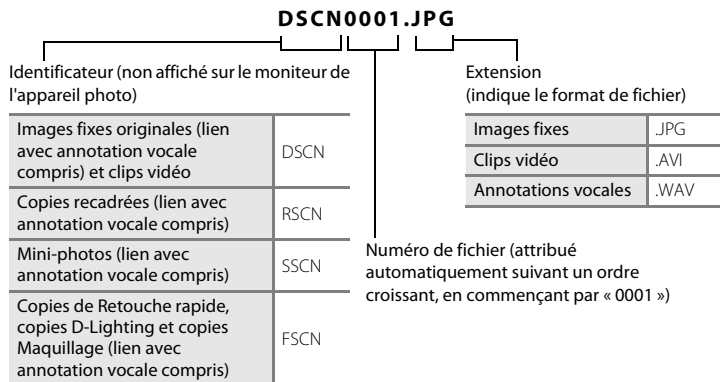 DSCN0001.JPG
Identificateur (non affiché sur le moniteur de
l'appareil photo)
Images fixes originales (lien
avec annotation vocale
compris) et clips vidéo
DSCN
Copies recadrées (lien avec
annotation vocale compris)
RSCN
Mini-photos (lien avec
annotation vocale compris)
SSCN
Copies de Retouche rapide,
copies D-Lighting et copies
Maquillage (lien avec
annotation vocale compris)
FSCN
Extension
(indique le format de fichier)
Images fixes .JPG
Clips vidéo .AVI
Annotations vocales .WAV
Numéro de fichier (attribué
automatiquement suivant un ordre
croissant, en commençant par « 0001 »)